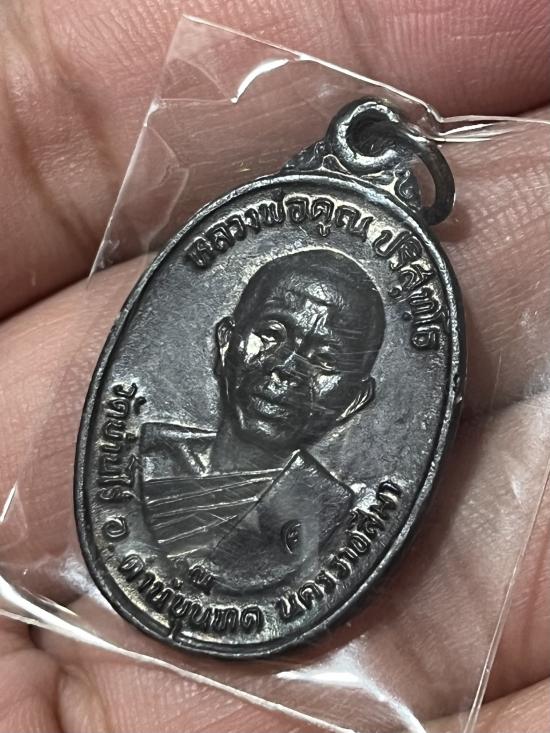 หลวงพ่อคูณ ปริสุทฺโธ
วัดบ้านไร่ อ. ด่านขุนทด นครราชสีมา